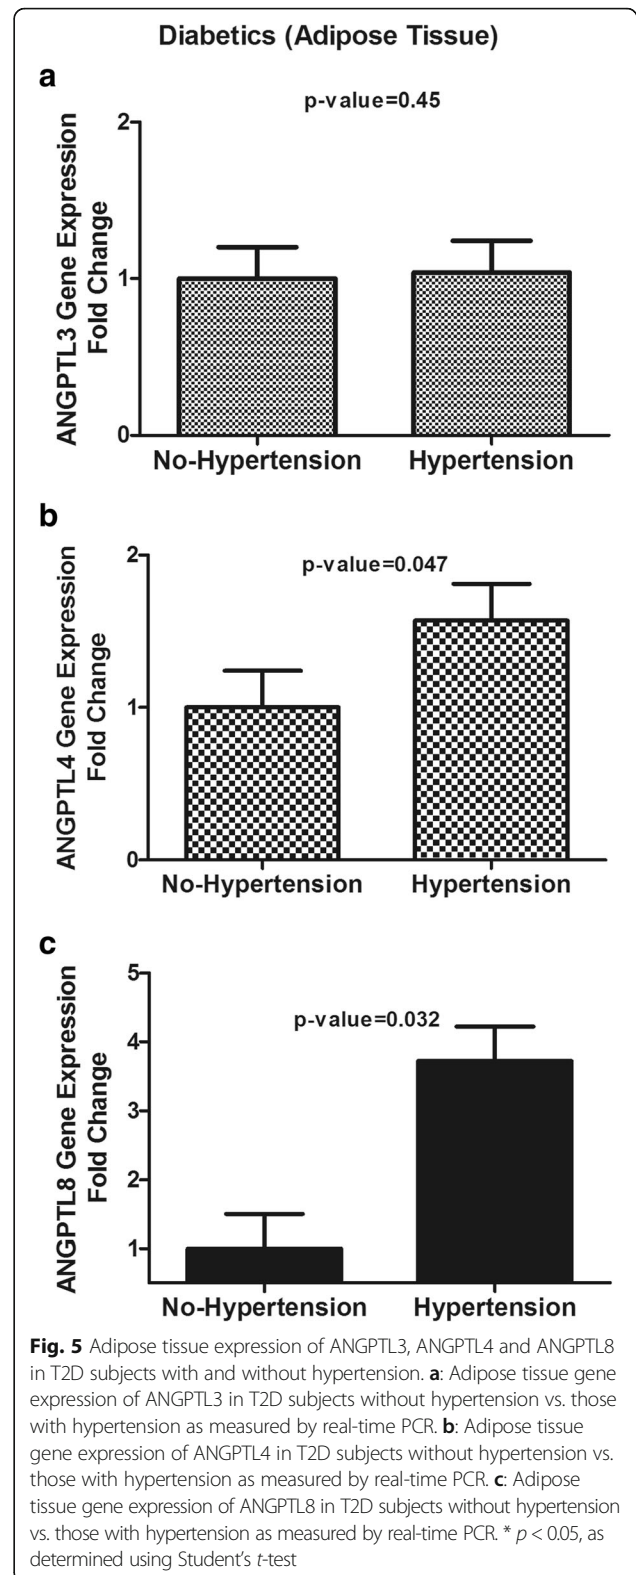 Diabetics (Adipose Tissue)
a
p-value=0.45
ANGPTL3 Gene Expression
Fold Change
2
1
0
No-Hypertension Hypertension
b
p-value=0.047
ANGPTL4 Gene Expression
Fold Change
2
1
0
No-Hypertension Hypertension
c
p-value=0.032
ANGPTL8 Gene Expression
Fold Change
5
4
3
2
1
No-Hypertension Hypertension
Fig. 5 Adipose tissue expression of ANGPTL3, ANGPTL4 and ANGPTL8
in T2D subjects with and without hypertension. a: Adipose tissue gene
expression of ANGPTL3 in T2D subjects without hypertension vs. those
with hypertension as measured by real-time PCR. b: Adipose tissue
gene expression of ANGPTL4 in T2D subjects without hypertension vs.
those with hypertension as measured by real-time PCR. c: Adipose
tissue gene expression of ANGPTL8 in T2D subjects without hypertension
vs. those with hypertension as measured by real-time PCR. * p < 0.05, as
determined using Student's t-test